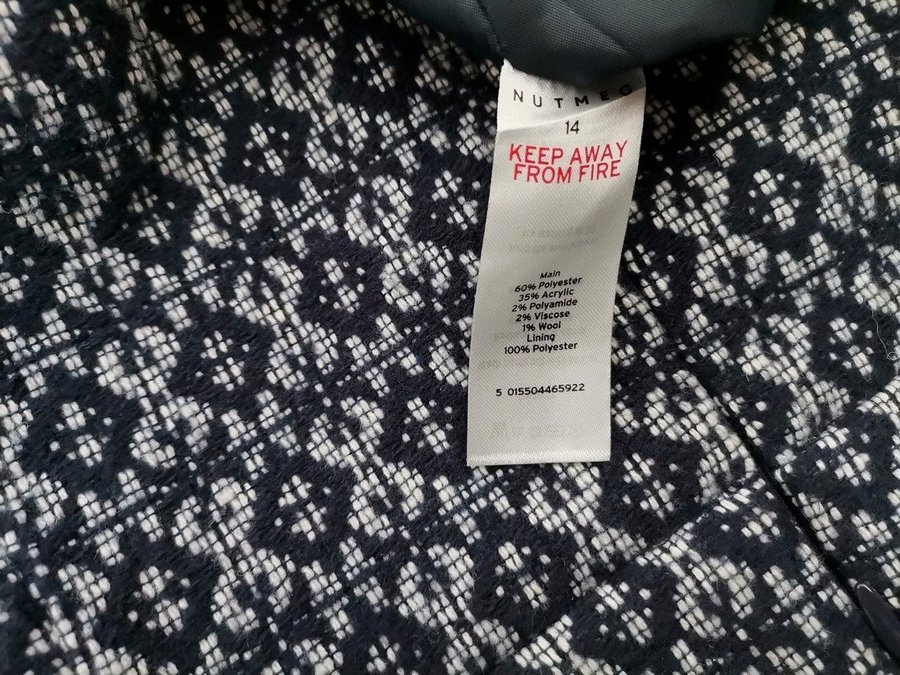 NUTMEG
14
KEEP AWAY
FROM FIRE
Main
60% Polyester
35% Acrylic
2% Polyamide
2% Viscose
1% Wool
Lining
100% Polyester
5 015504465922